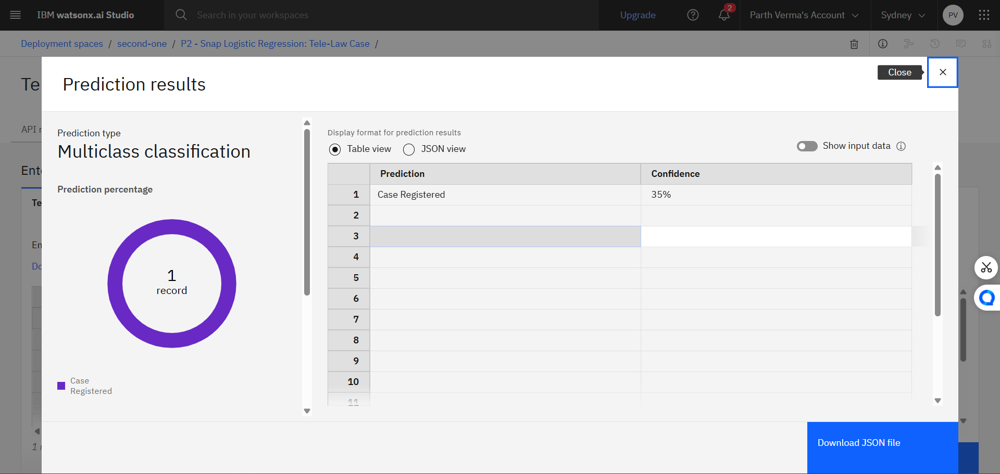 IBM watsonx.ai Studio
Search in your workspaces
Upgrade
2
Parth Verma's Account
Sydney
PV
Deployment spaces / second-one / P2 - Snap Logistic Regression: Tele-Law Case /
Te
Prediction results
Close
API r
Prediction type
Multiclass classification
Display format for prediction results
Table view
JSON view
Show input data
Ente
Prediction percentage
Te
En
Do
1 record
Case
Registered
Prediction Confidence
1 Case Registered 35%
2
3
4
5
6
7
8
9
10
11
1 r
Download JSON file